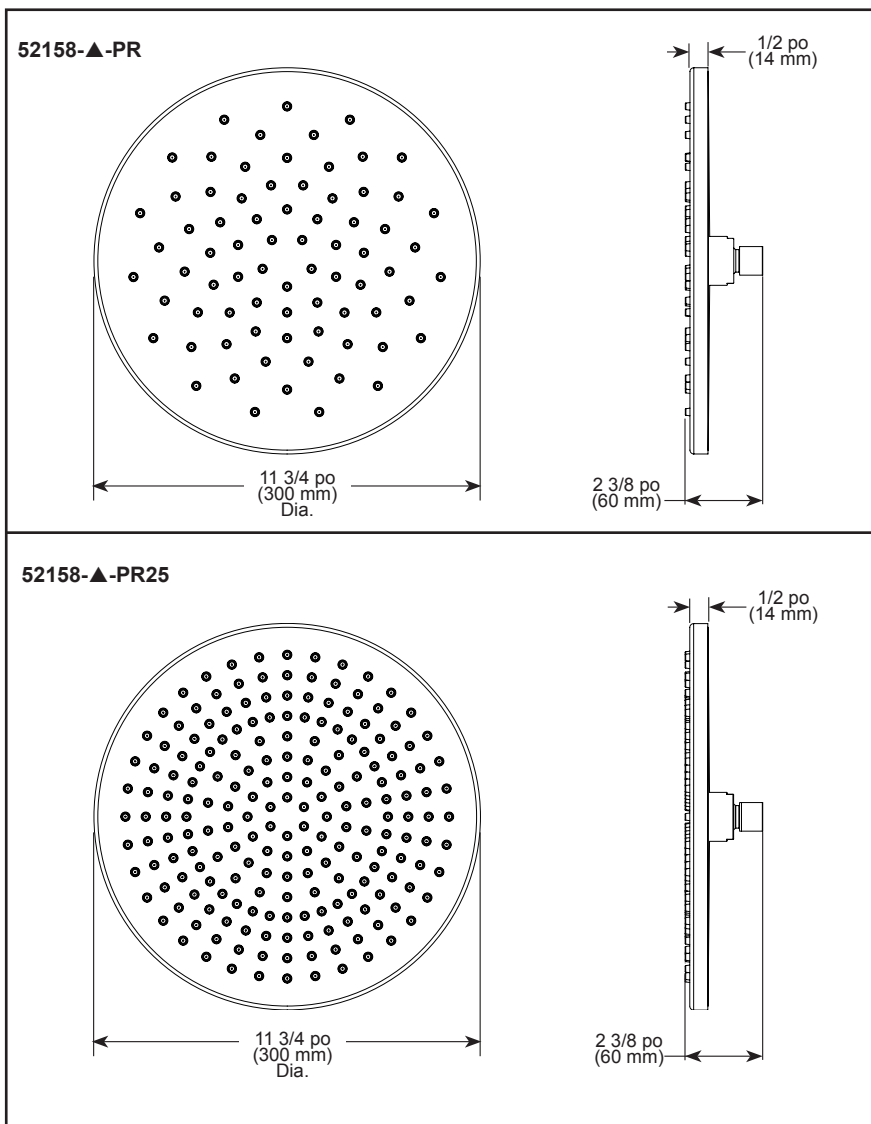 52158-▲-PR
1/2 po
(14 mm)
11 3/4 po
(300 mm)
Dia.
2 3/8 po
(60 mm)
52158-▲-PR25
1/2 po
(14 mm)
11 3/4 po
(300 mm)
Dia.
2 3/8 po
(60 mm)